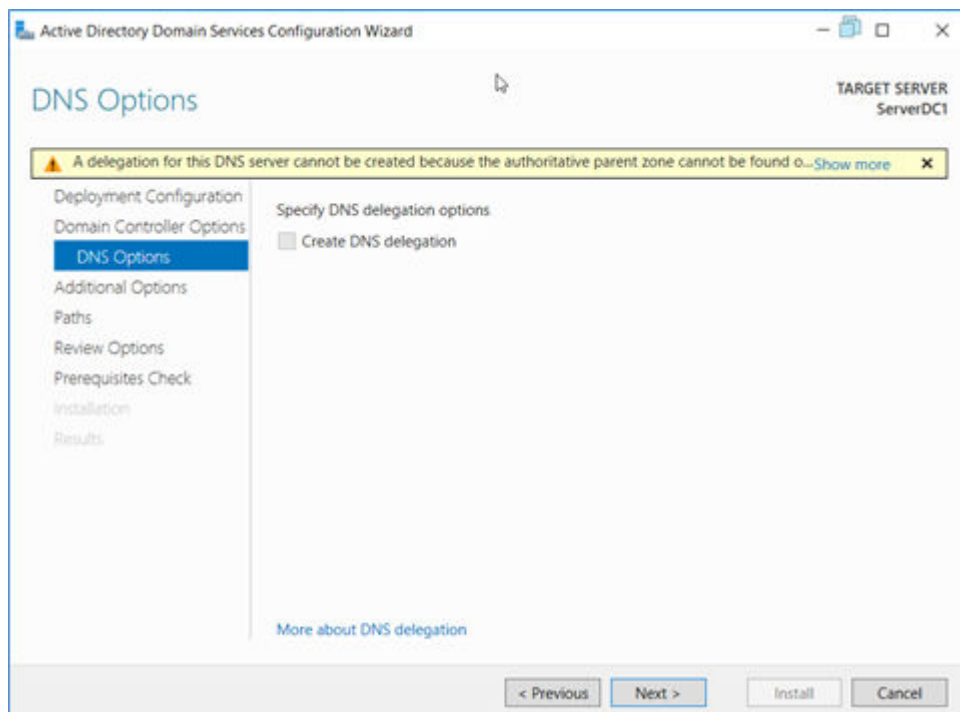 Active Directory Domain Services Configuration Wizard
DNS Options
TARGET SERVER
ServerDC1
A delegation for this DNS server cannot be created because the authoritative parent zone cannot be found o...Show more
Deployment Configuration
Domain Controller Options
DNS Options
Additional Options
Paths
Review Options
Prerequisites Check
Installation
Results
Specify DNS delegation options
Create DNS delegation
More about DNS delegation
< Previous
Next >
Install
Cancel